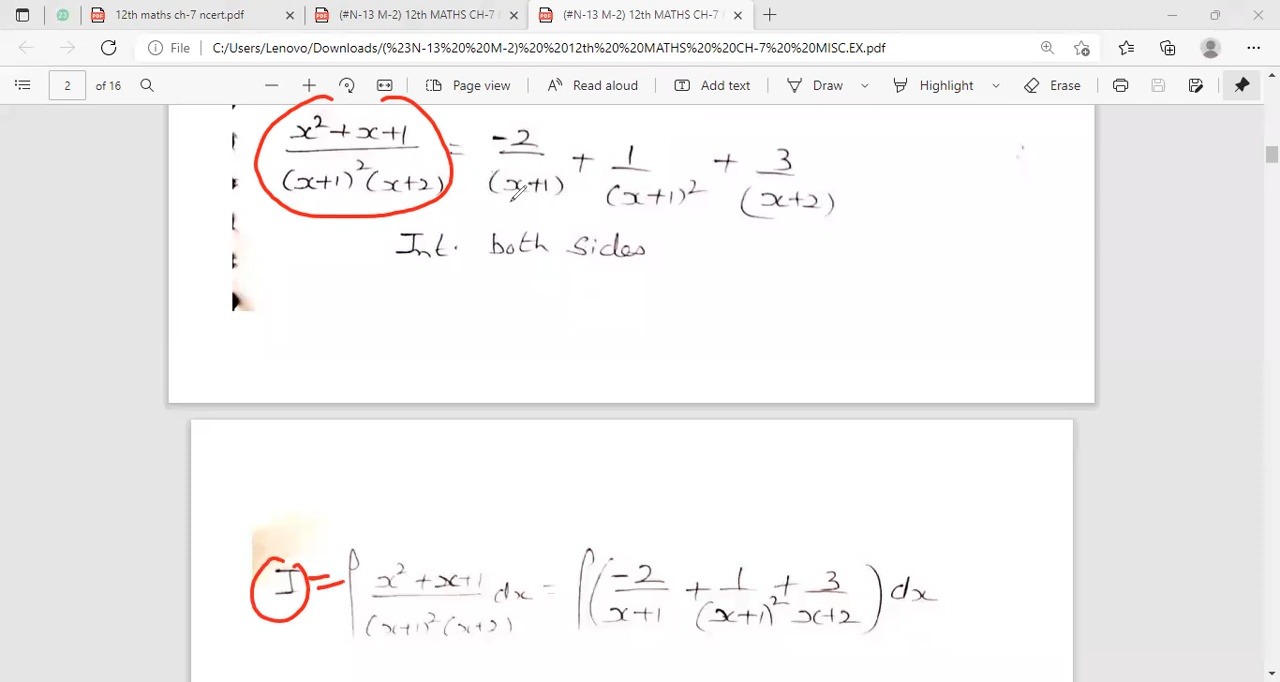 12th maths ch-7 ncert.pdf
(#N-13 M-2) 12th MATHS CH-7
(#N-13 M-2) 12th MATHS CH-7
File
C:/Users/Lenovo/Downloads/(%23N-13%20%20M-2)%20%2012th%20%20MATHS%20%20CH-7%20%20MISC.EX.pdf
2 of 16
Page view
Read aloud
Add text
Draw
Highlight
Erase
x²+x+1/(x+1)²(x+2) = -2/(x+1) + 1/(x+1)² + 3/(x+2)
Int. both sides
I = ∫ x²+x+1/(x+1)²(x+2) dx = ∫(-2/x+1 + 1/(x+1)² + 3/x+2) dx